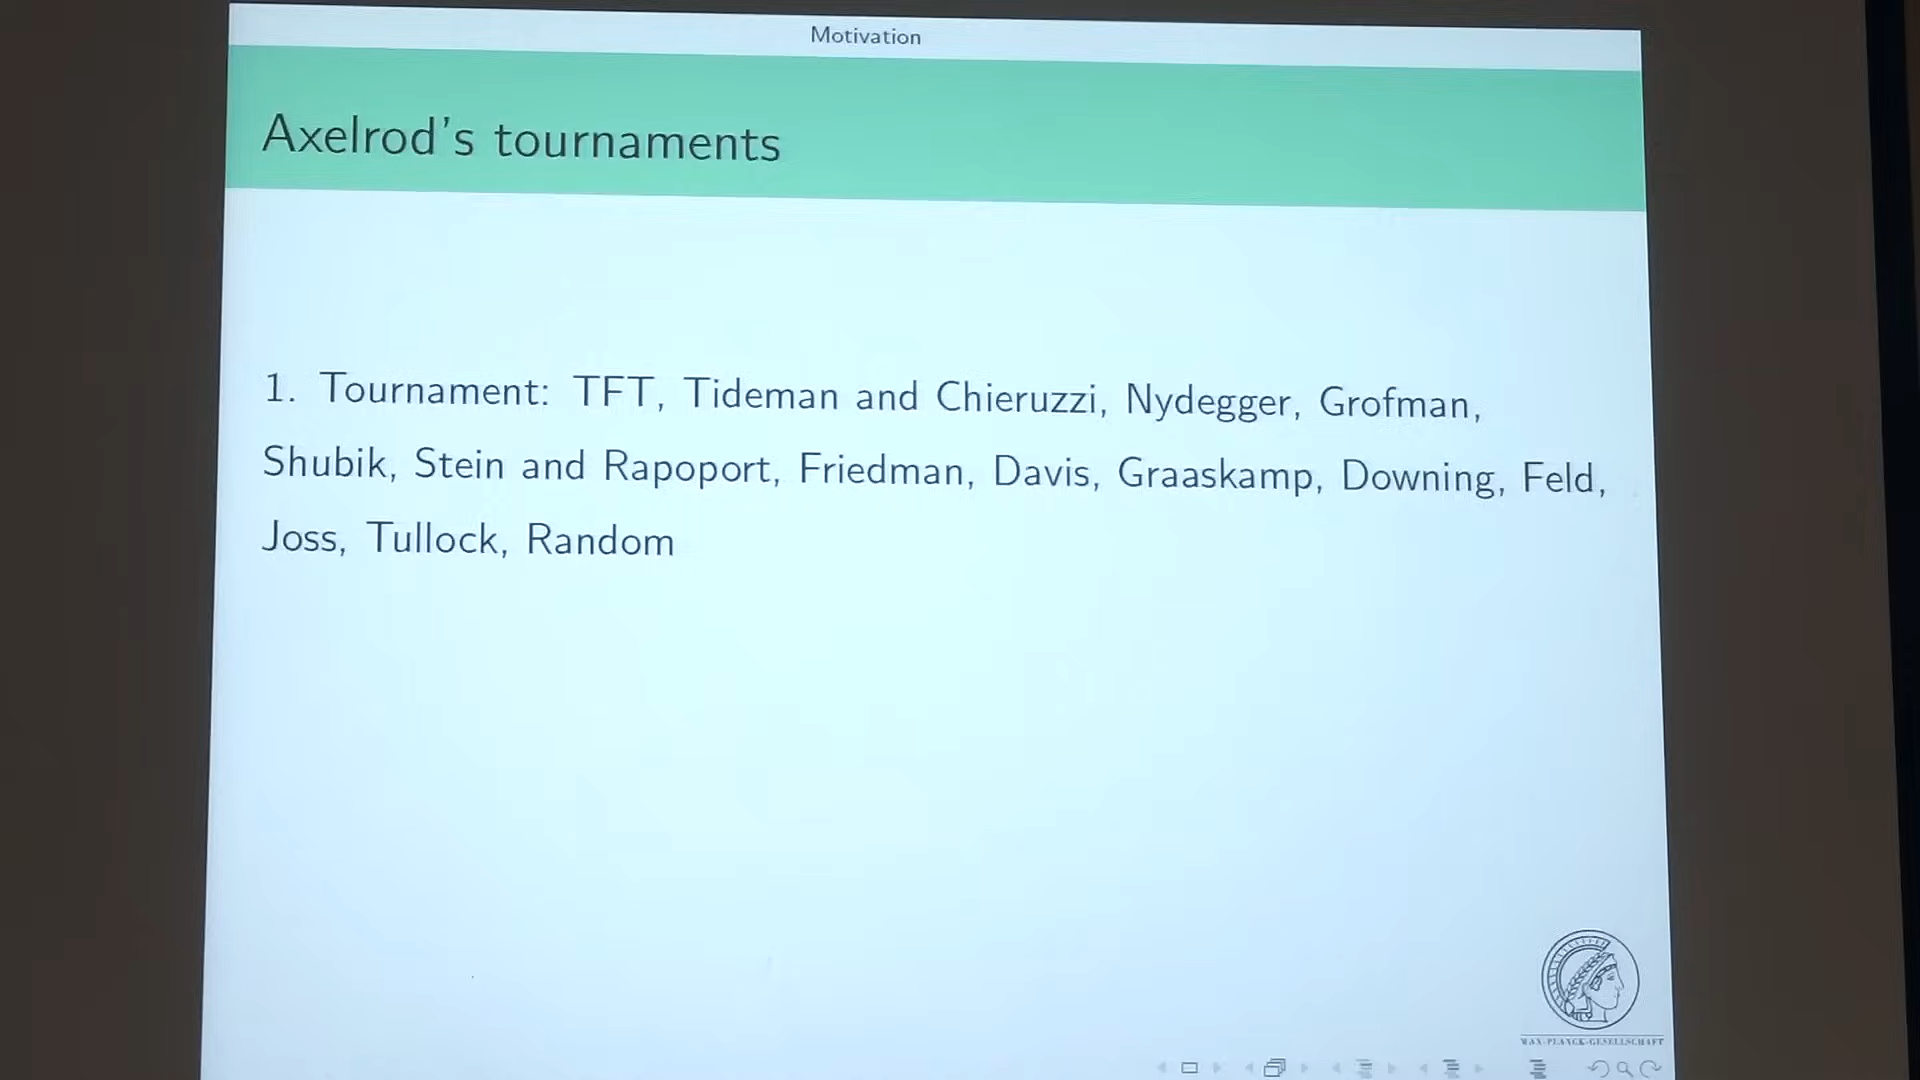 Motivation
Axelrod's tournaments
1. Tournament: TFT, Tideman and Chieruzzi, Nydegger, Grofman,
Shubik, Stein and Rapoport, Friedman, Davis, Graaskamp, Downing, Feld,
Joss, Tullock, Random
MAX-PLANCK-GESELLSCHAFT